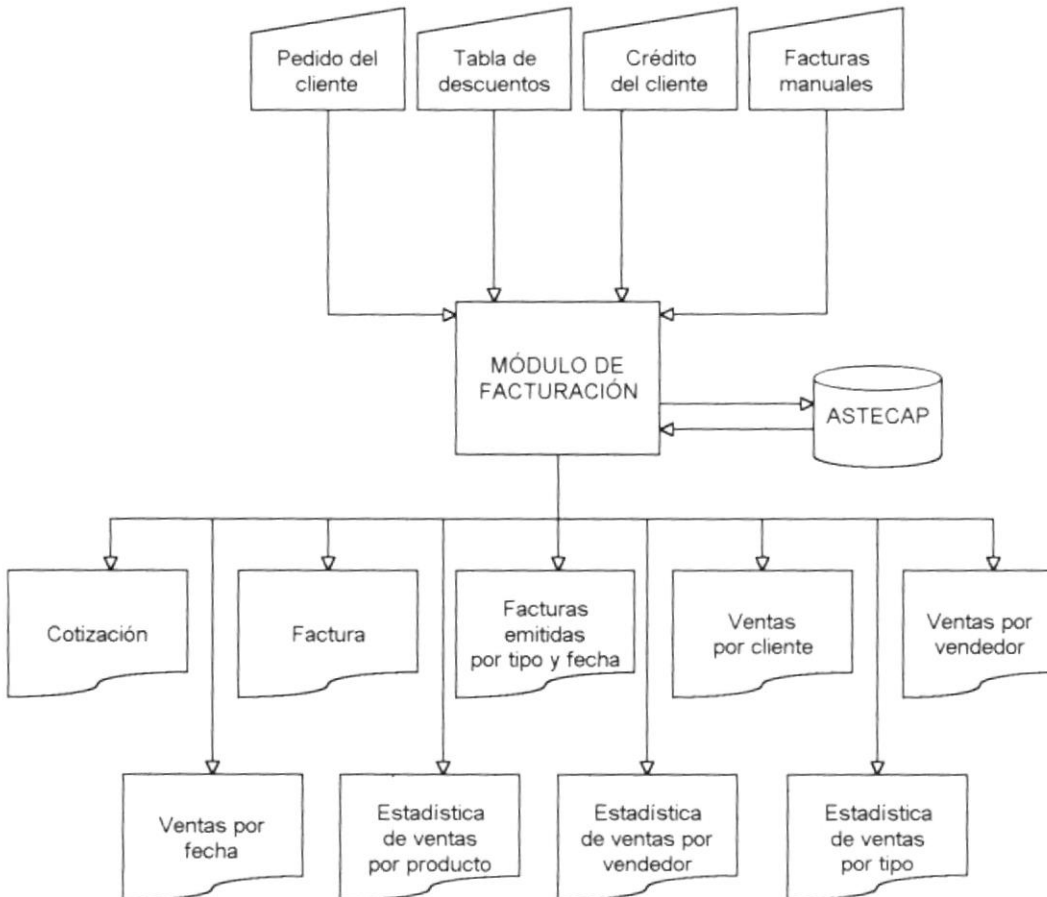 Pedido del
cliente
Tabla de
descuentos
Crédito
del cliente
Facturas
manuales
MÓDULO DE
FACTURACIÓN
ASTECAP
Cotización
Factura
Facturas
emitidas
por tipo y fecha
Ventas
por cliente
Ventas por
vendedor
Ventas por
fecha
Estadística
de ventas
por producto
Estadística
de ventas por
vendedor
Estadística
de ventas
por tipo